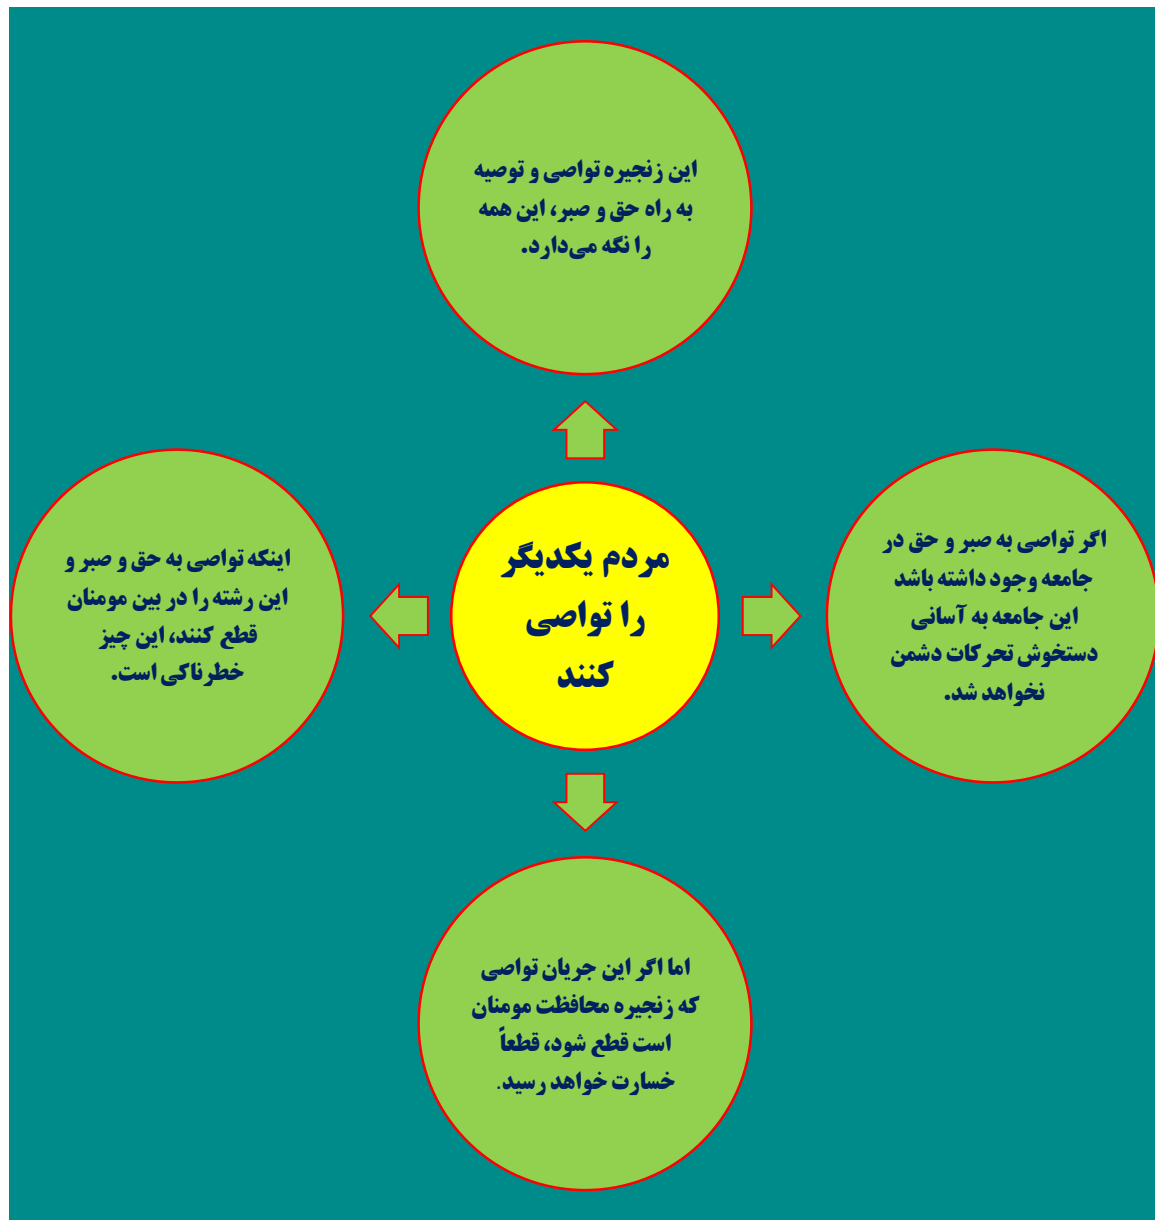 این زنجیره تواصی و توصیه
به راه حق و صبر، این همه
را نگه می‌دارد.
اگر تواصی به صبر و حق در
جامعه وجود داشته باشد
این جامعه به آسانی
دستخوش تحرکات دشمن
نخواهد شد.
مردم یکدیگر
را تواصی
کنند
اینکه تواصی به حق و صبر و
این رشته را در بین مومنان
قطع کنند، این چیز
خطرناکی است.
اما اگر این جریان تواصی
که زنجیره محافظت مومنان
است قطع شود، قطعاً
خسارت خواهد رسید.